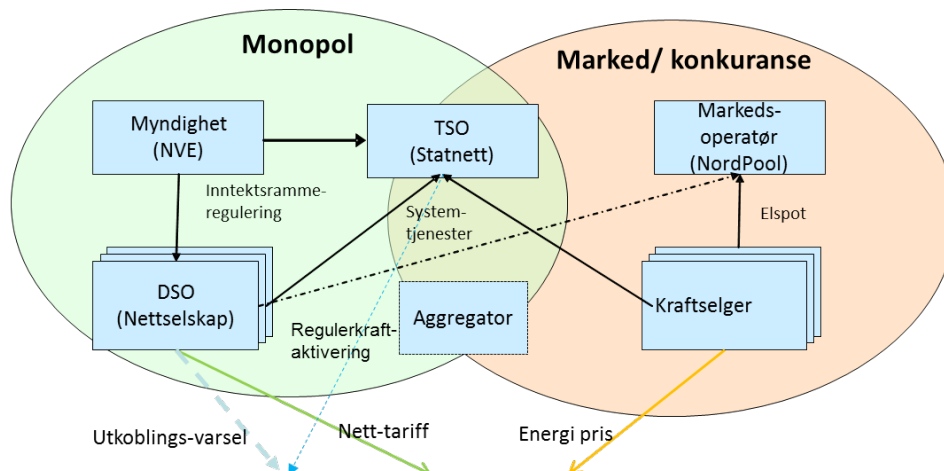 Monopol
Marked/ konkuranse
Myndighet
(NVE)
TSO
(Statnett)
Markeds-
operatør
(NordPool)
Inntektsramme-
regulering
System-
tjenester
Elspot
DSO
(Nettselskap)
Regulerkraft-
aktivering
Aggregator
Kraftselger
Utkoblings-varsel
Nett-tariff
Energi pris